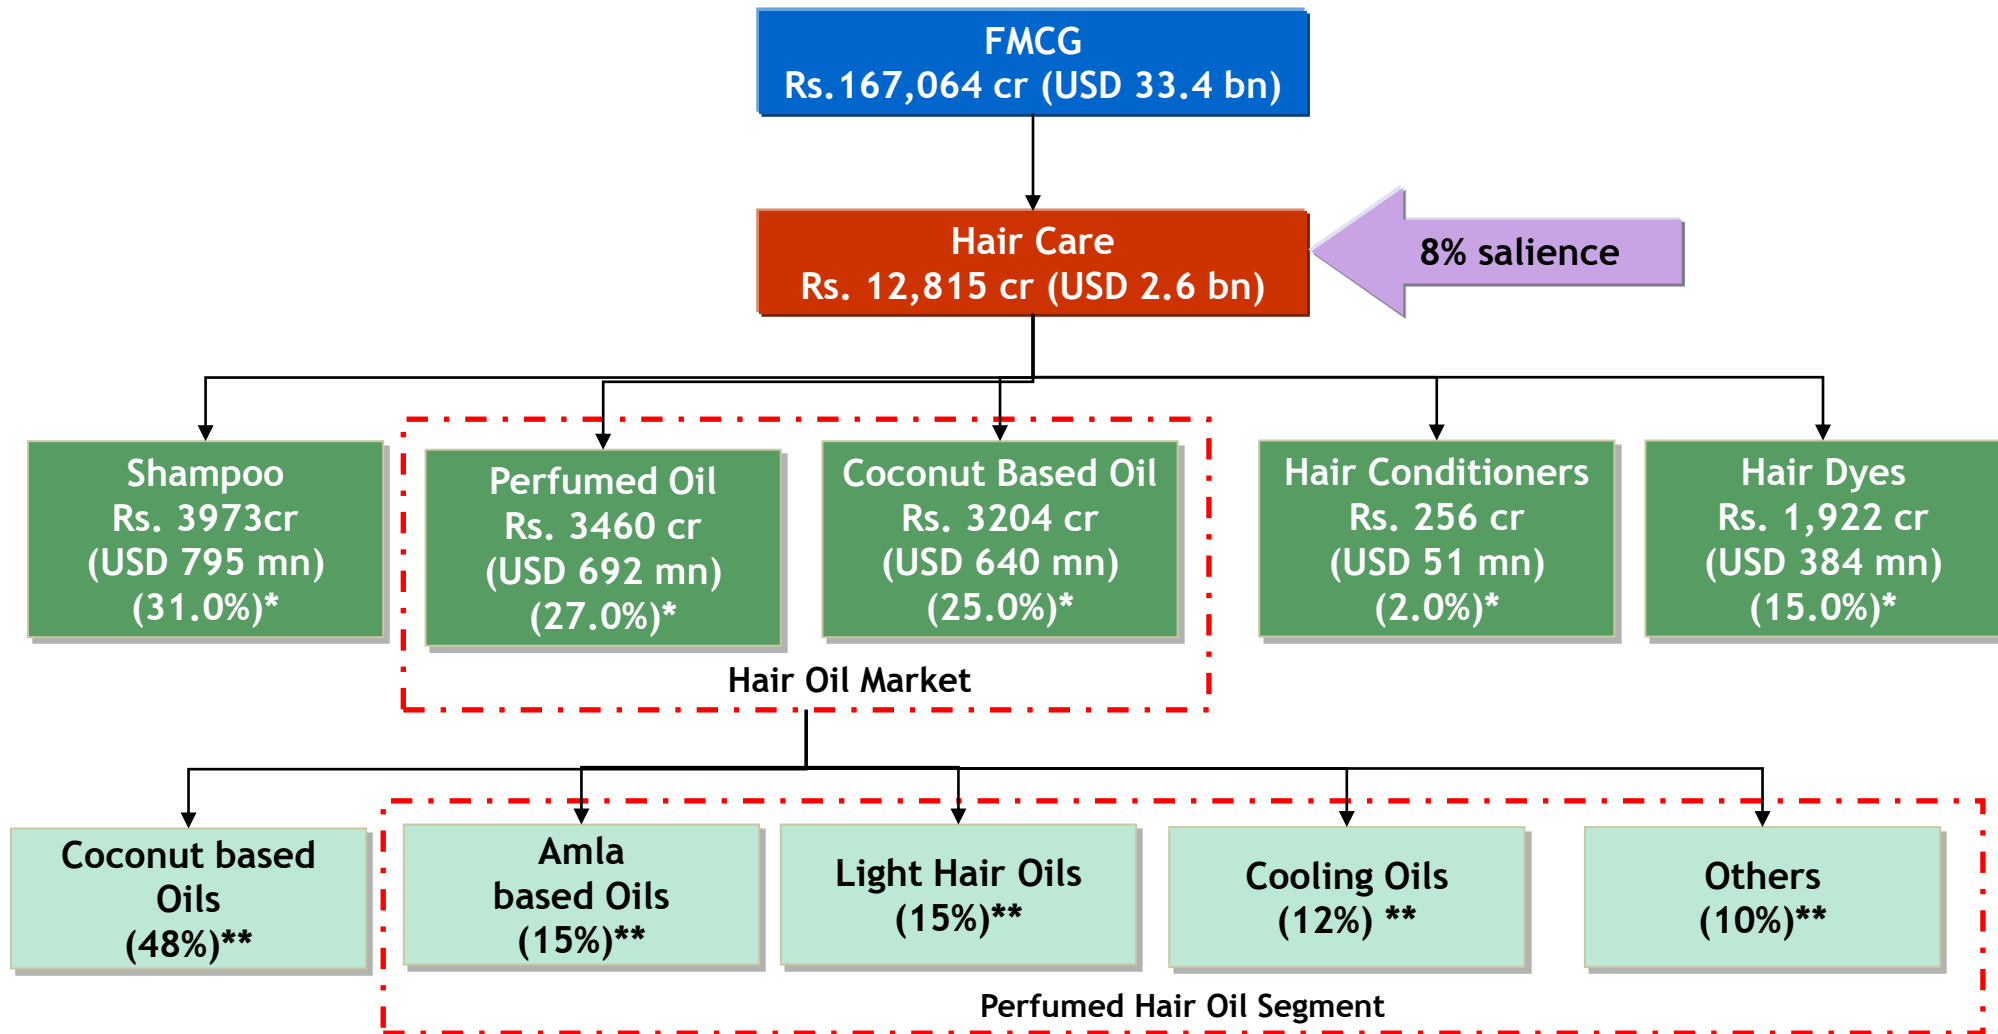 FMCG
Rs.167,064 cr (USD 33.4 bn)
Hair Care
Rs. 12,815 cr (USD 2.6 bn)
8% salience
Shampoo
Rs. 3973cr
(USD 795 mn)
(31.0%)*
Perfumed Oil
Rs. 3460 cr
(USD 692 mn)
(27.0%)*
Coconut Based Oil
Rs. 3204 cr
(USD 640 mn)
(25.0%)*
Hair Conditioners
Rs. 256 cr
(USD 51 mn)
(2.0%)*
Hair Dyes
Rs. 1,922 cr
(USD 384 mn)
(15.0%)*
Hair Oil Market
Coconut based
Oils
(48%)**
Amla
based Oils
(15%)**
Light Hair Oils
(15%)**
Cooling Oils
(12%) **
Others
(10%)**
Perfumed Hair Oil Segment